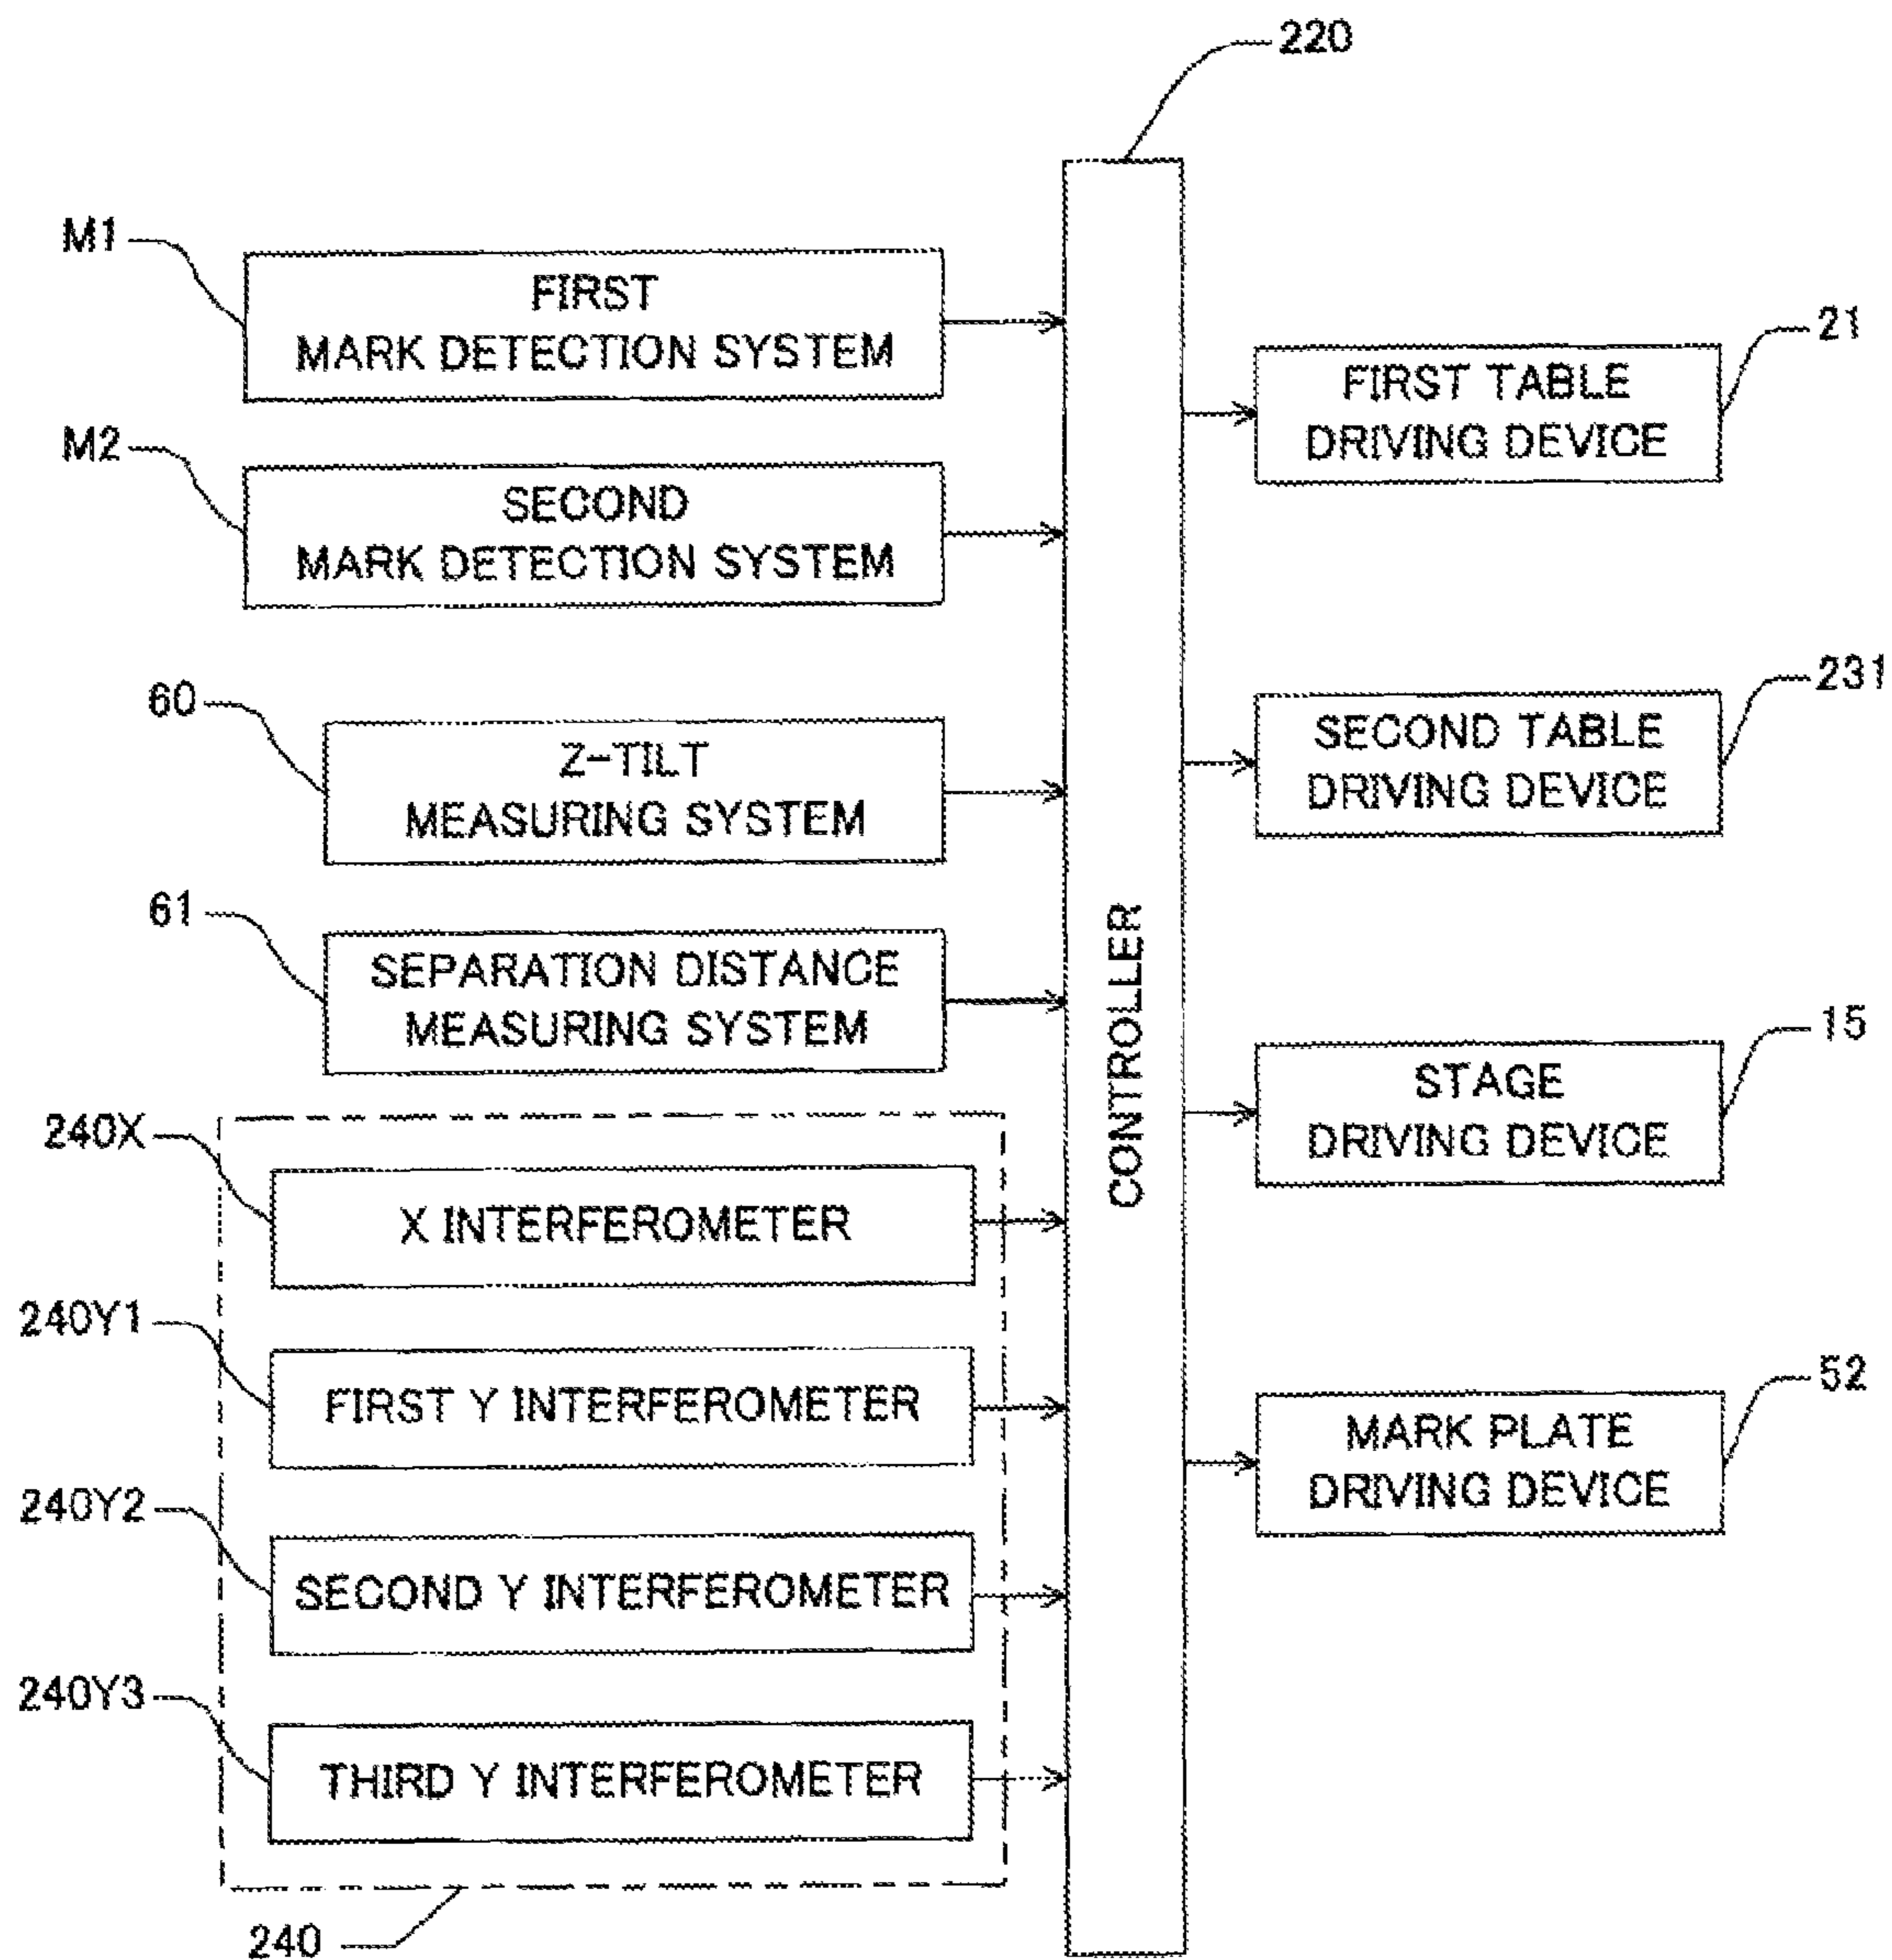 220
M1
FIRST
MARK DETECTION SYSTEM
M2
SECOND
MARK DETECTION SYSTEM
60
Z-TILT
MEASURING SYSTEM
61
SEPARATION DISTANCE
MEASURING SYSTEM
240X
X INTERFEROMETER
240Y1
FIRST Y INTERFEROMETER
240Y2
SECOND Y INTERFEROMETER
240Y3
THIRD Y INTERFEROMETER
240
CONTROLLER
21
FIRST TABLE
DRIVING DEVICE
231
SECOND TABLE
DRIVING DEVICE
15
STAGE
DRIVING DEVICE
52
MARK PLATE
DRIVING DEVICE